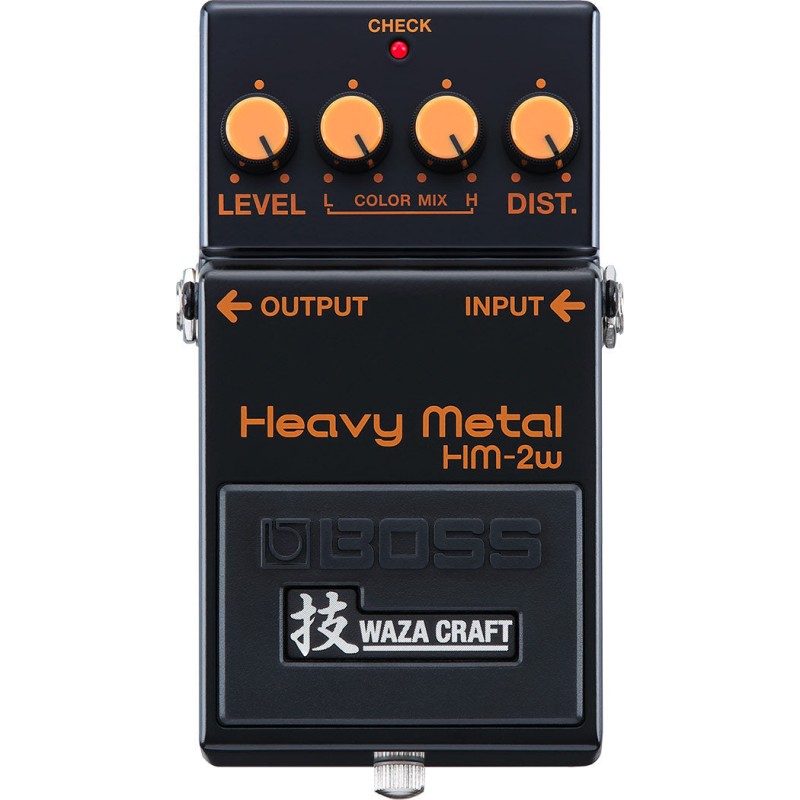 CHECK
LEVEL L COLOR MIX H DIST.
OUTPUT INPUT
Heavy Metal
HM-2w
BOSS
技 WAZA CRAFT